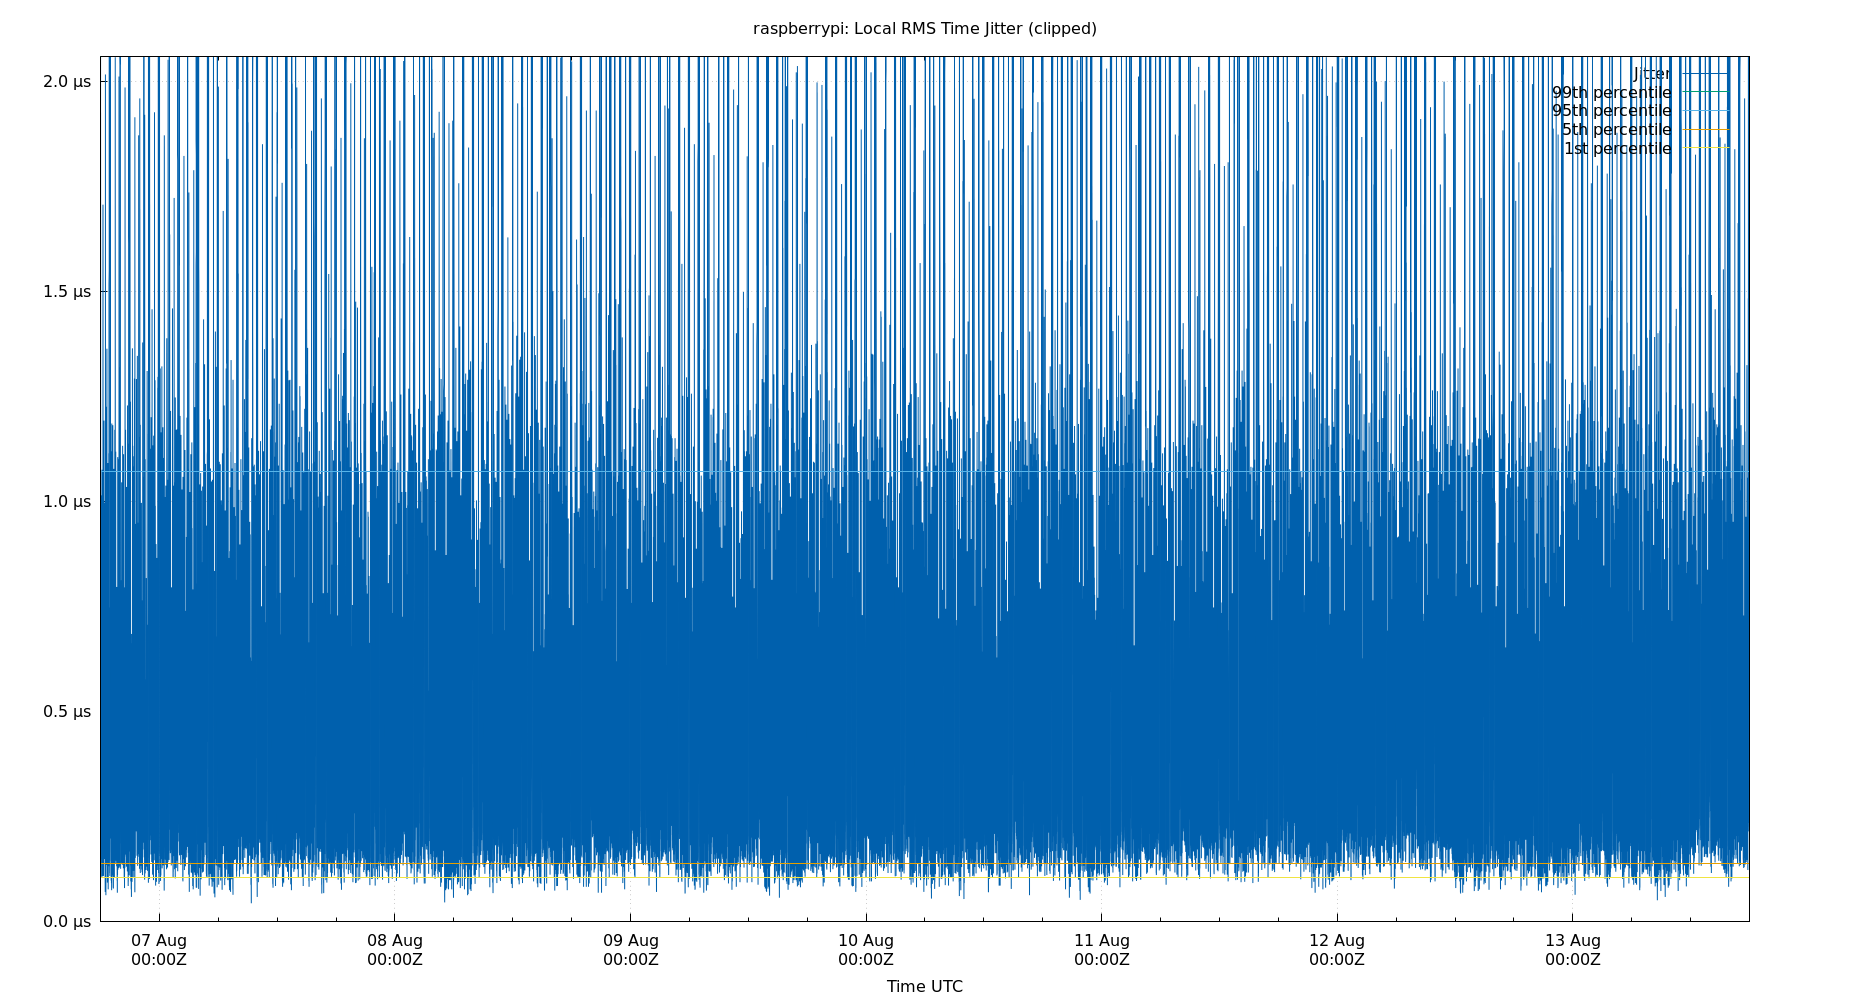 raspberrypi: Local RMS Time Jitter (clipped)
2.0 μs
1.5 μs
1.0 μs
0.5 μs
0.0 μs
Jitter
99th percentile
95th percentile
5th percentile
1st percentile
07 Aug
00:00Z
08 Aug
00:00Z
09 Aug
00:00Z
10 Aug
00:00Z
11 Aug
00:00Z
12 Aug
00:00Z
13 Aug
00:00Z
Time UTC